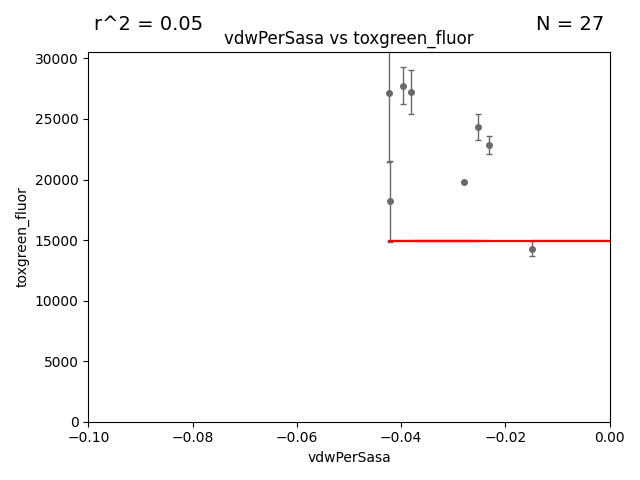 r^2 = 0.05
N = 27
vdwPerSasa vs toxgreen_fluor
30000
25000
20000
15000
10000
5000
0
toxgreen_fluor
−0.10 −0.08 −0.06 −0.04 −0.02 0.00
vdwPerSasa